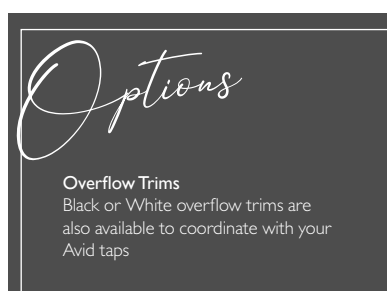 Options
Overflow Trims
Black or White overflow trims are
also available to coordinate with your
Avid taps